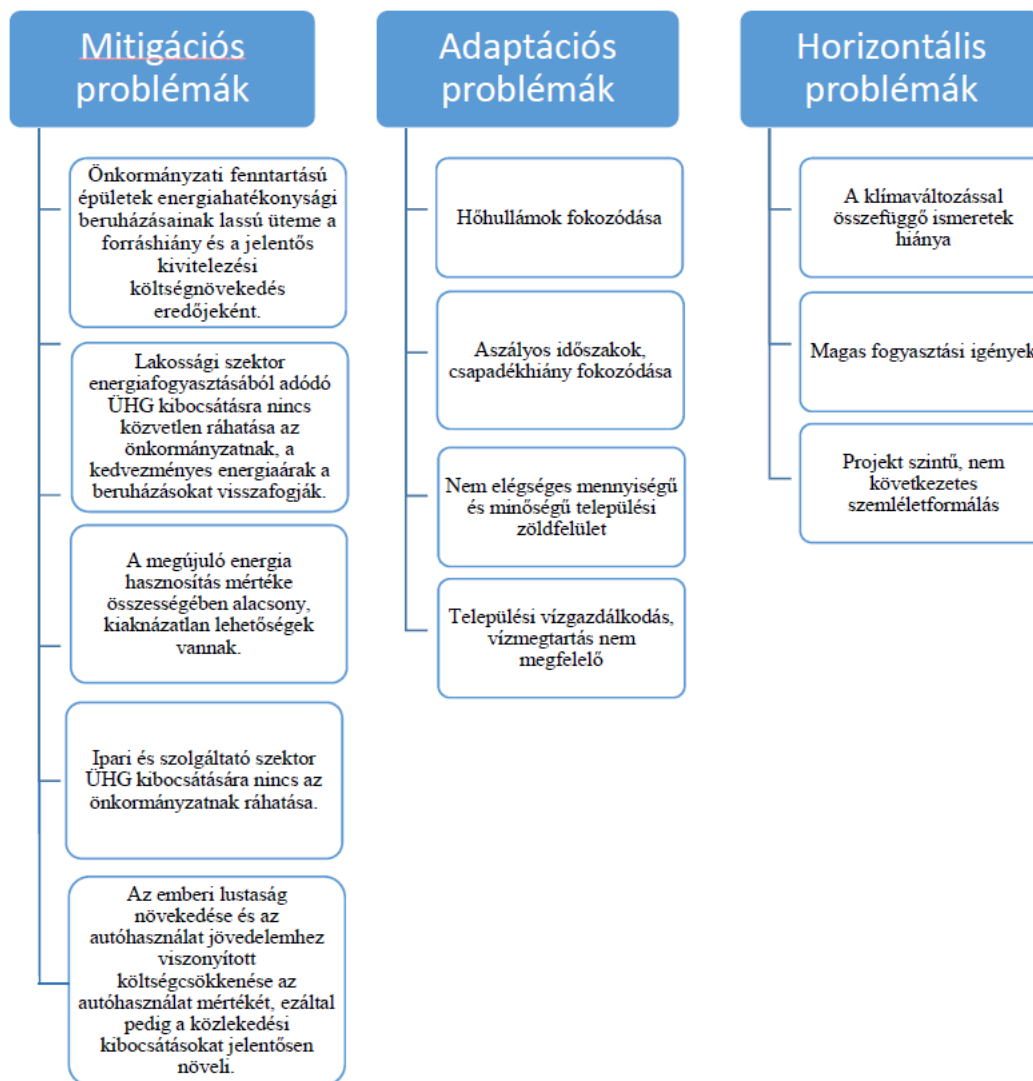 Mitigációs
problémák
Önkormányzati fenntartású
épületek energiahatékonysági
beruházásainak lassú üteme a
forráshiány és a jelentős
kivitelezési
költségnövekedés
eredőjeként.
Lakossági szektor
energiafogyasztásából adódó
ÜHG kibocsátásra nincs
közvetlen ráhatása az
önkormányzatnak, a
kedvezményes energiaárak a
beruházásokat visszafogják.
A megújuló energia
hasznosítás mértéke
összességében alacsony,
kiaknázatlan lehetőségek
vannak.
Ipari és szolgáltató szektor
ÜHG kibocsátására nincs az
önkormányzatnak ráhatása.
Az emberi lustaság
növekedése és az
autóhasználat jövedelemhez
viszonyított
költségcsökkenése az
autóhasználat mértékét, ezáltal
pedig a közlekedési
kibocsátásokat jelentősen
növeli.
Adaptációs
problémák
Hőhullámok fokozódása
Aszályos időszakok,
csapadékhiány fokozódása
Nem elégséges mennyiségű
és minőségű települési
zöldfelület
Települési vízgazdálkodás,
vízmegtartás nem
megfelelő
Horizontális
problémák
A klímaváltozással
összefüggő ismeretek
hiánya
Magas fogyasztási igények
Projekt szintű, nem
következetes
szemléletformálás